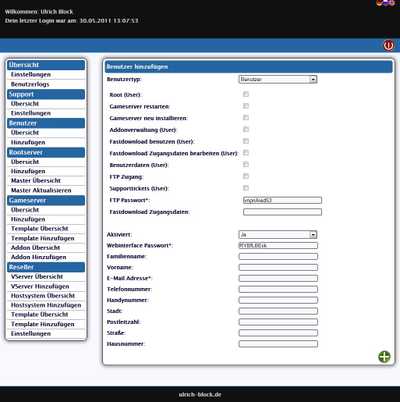 Wilkommen: Ulrich Block
Dein letzter Login war am: 30.05.2011 13:07:53
Übersicht
Einstellungen
Benutzerlogs
Support
Übersicht
Einstellungen
Benutzer
Übersicht
Hinzufügen
Rootserver
Übersicht
Hinzufügen
Master Übersicht
Master Aktualisieren
Gameserver
Übersicht
Hinzufügen
Template Übersicht
Template Hinzufügen
Addon Übersicht
Addon Hinzufügen
Reseller
VServer Übersicht
VServer Hinzufügen
Hostsystem Übersicht
Hostsystem Hinzufügen
Template Übersicht
Template Hinzufügen
Einstellungen
Benutzer hinzufügen
Benutzertyp: Benutzer
Root (User):
Gameserver restarten:
Gameserver neu installieren:
Addonverwaltung (User):
Fastdownload benutzen (User):
Fastdownload Zugangsdaten bearbeiten (User):
Benutzerdaten (User):
FTP Zugang:
Supporttickets (User):
FTP Passwort*:
Fastdownload Zugangsdaten:
Aktiviert: Ja
Webinterface Passwort*:
Familienname:
Vorname:
E-Mail Adresse*:
Telefonnummer:
Handynummer:
Stadt:
Postleitzahl:
Straße:
Hausnummer:
ulrich-block.de